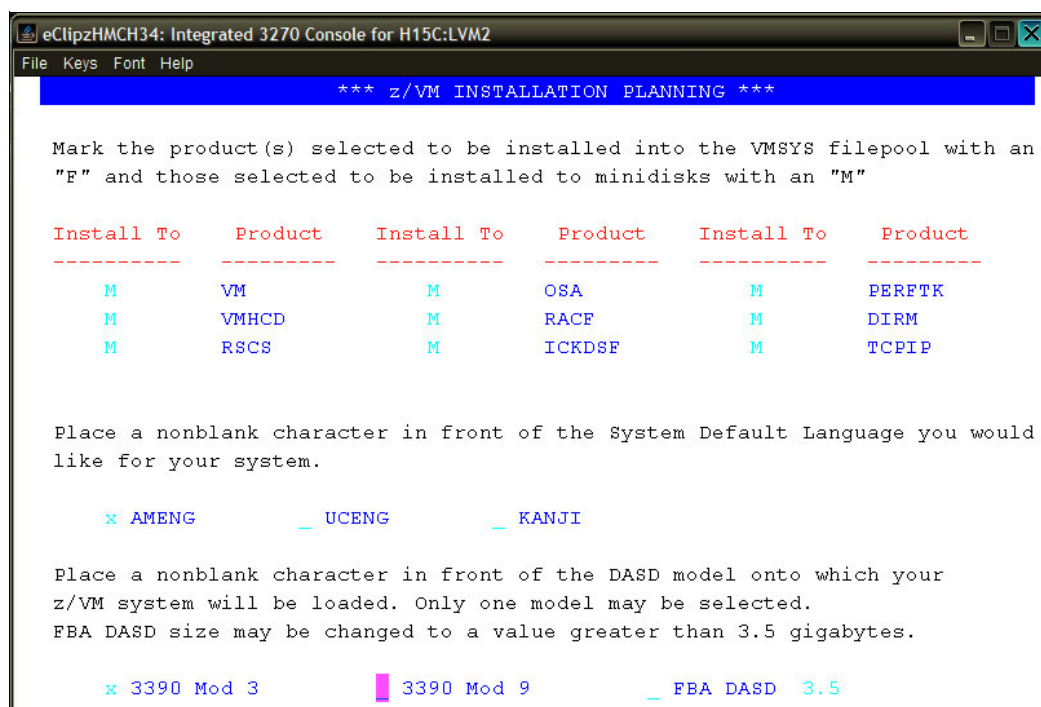 eClipzHMCH34: Integrated 3270 Console for H15C:LVM2
File Keys Font Help
*** z/VM INSTALLATION PLANNING ***
Mark the product(s) selected to be installed into the VMSYS filepool with an
"F" and those selected to be installed to minidisks with an "M"
Install To Product Install To Product Install To Product
---------- --------- ---------- --------- ---------- ---------
M VM M OSA M PERFTK
M VMHCD M RACF M DIRM
M RSCS M ICKDSF M TCPIP
Place a nonblank character in front of the System Default Language you would
like for your system.
x AMENG _ UCENG _ KANJI
Place a nonblank character in front of the DASD model onto which your
z/VM system will be loaded. Only one model may be selected.
FBA DASD size may be changed to a value greater than 3.5 gigabytes.
x 3390 Mod 3 _ 3390 Mod 9 _ FBA DASD 3.5